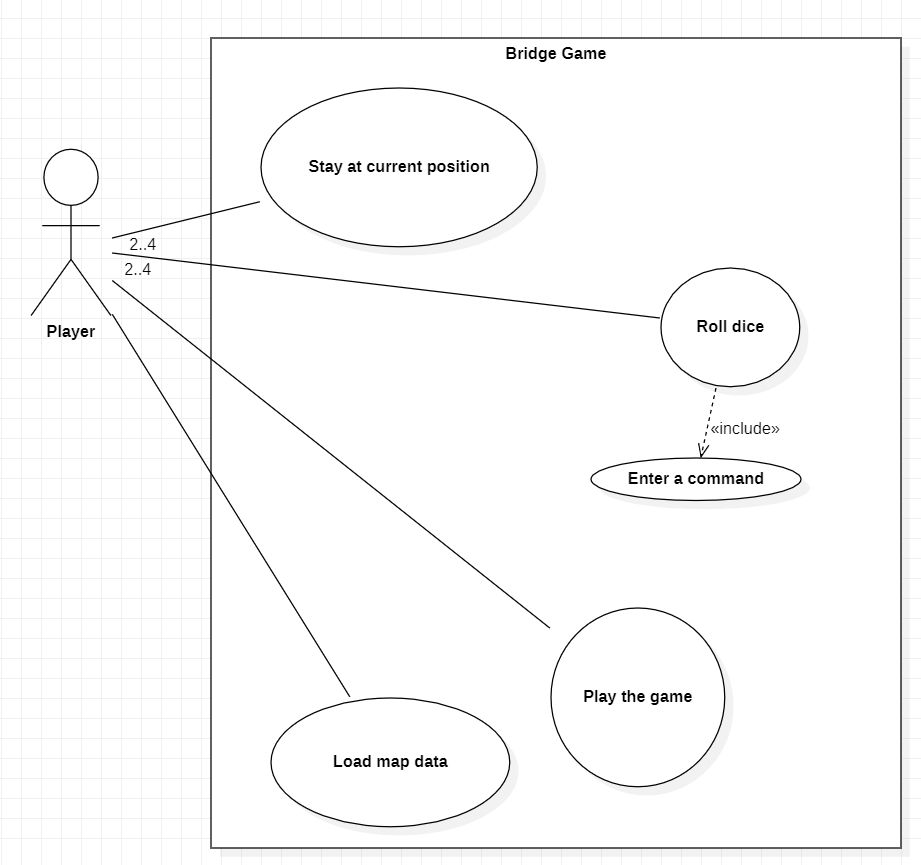 Bridge Game
Stay at current position
2..4
2..4
Player
Roll dice
«include»
Enter a command
Play the game
Load map data